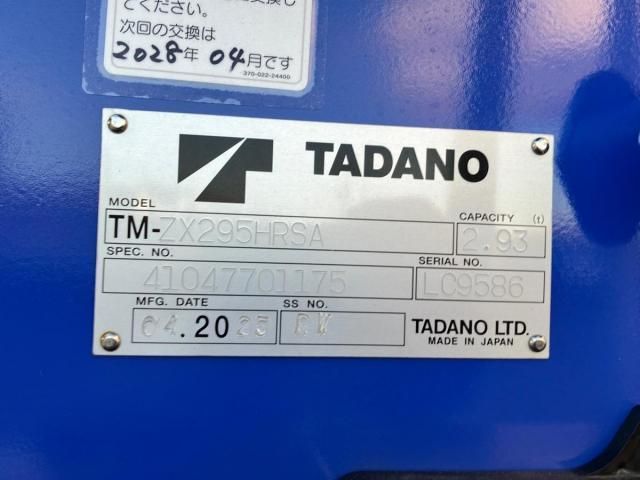 てください。
次回の交換は
2028年 04月です
370-022-24400
TADANO
MODEL
TM-ZX295HRSA
CAPACITY (t)
2.93
SPEC. NO.
41047701175
SERIAL NO.
LC9586
MFG. DATE
04.2023
SS NO.
TADANO LTD.
MADE IN JAPAN